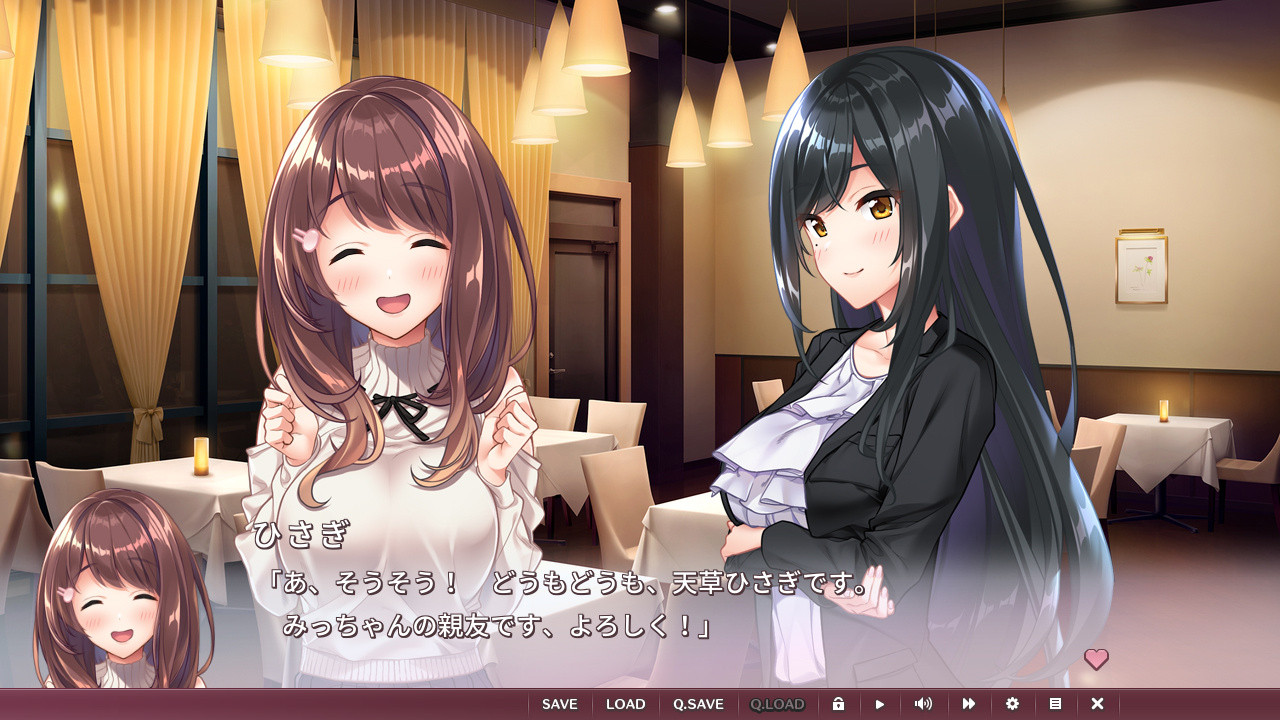 ひさぎ
「あ、そうそう！　どうもどうも、天草ひさぎです。
みっちゃんの親友です、よろしく！」
SAVE LOAD Q.SAVE Q.LOAD